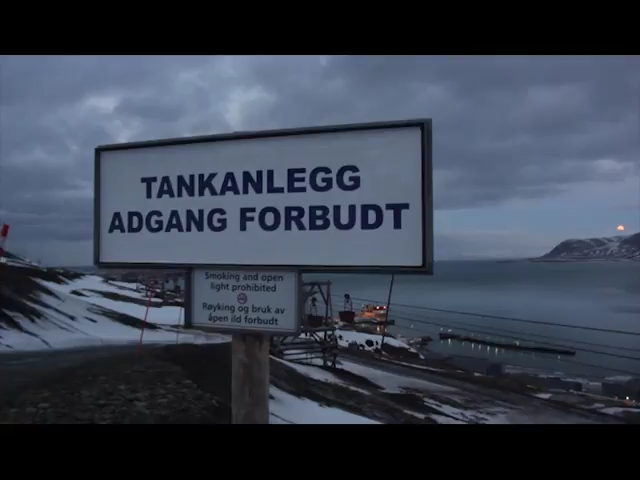 TANKANLEGG
ADGANG FORBUDT
Smoking and open
light prohibited
Røyking og bruk av
åpen ild forbudt